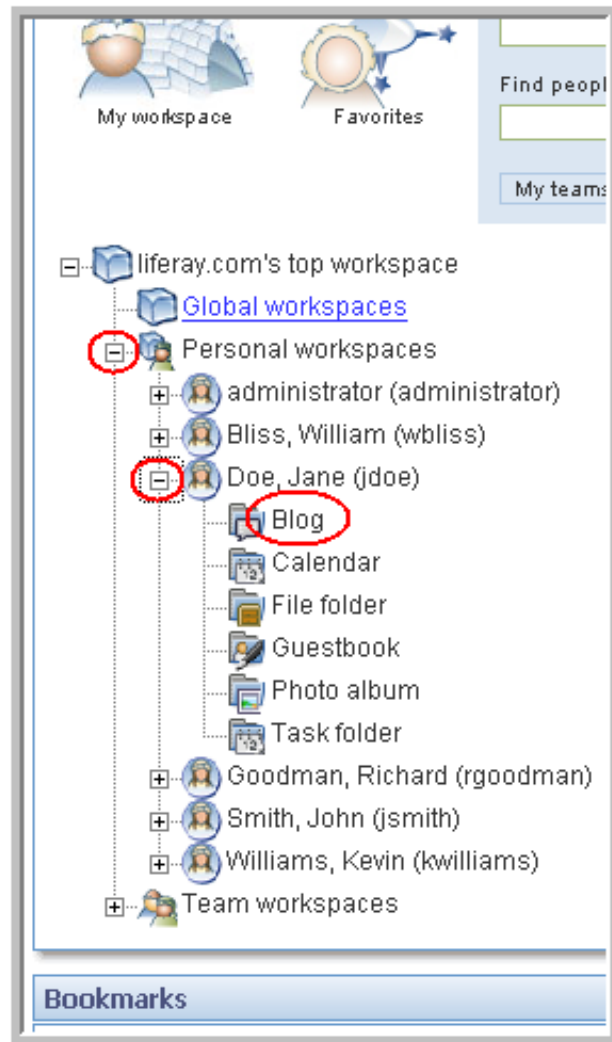 Find peopl
My workspace
Favorites
My teams
liferay.com's top workspace
Global workspaces
Personal workspaces
administrator (administrator)
Bliss, William (wbliss)
Doe, Jane (jdoe)
Blog
Calendar
File folder
Guestbook
Photo album
Task folder
Goodman, Richard (rgoodman)
Smith, John (jsmith)
Williams, Kevin (kwilliams)
Team workspaces
Bookmarks